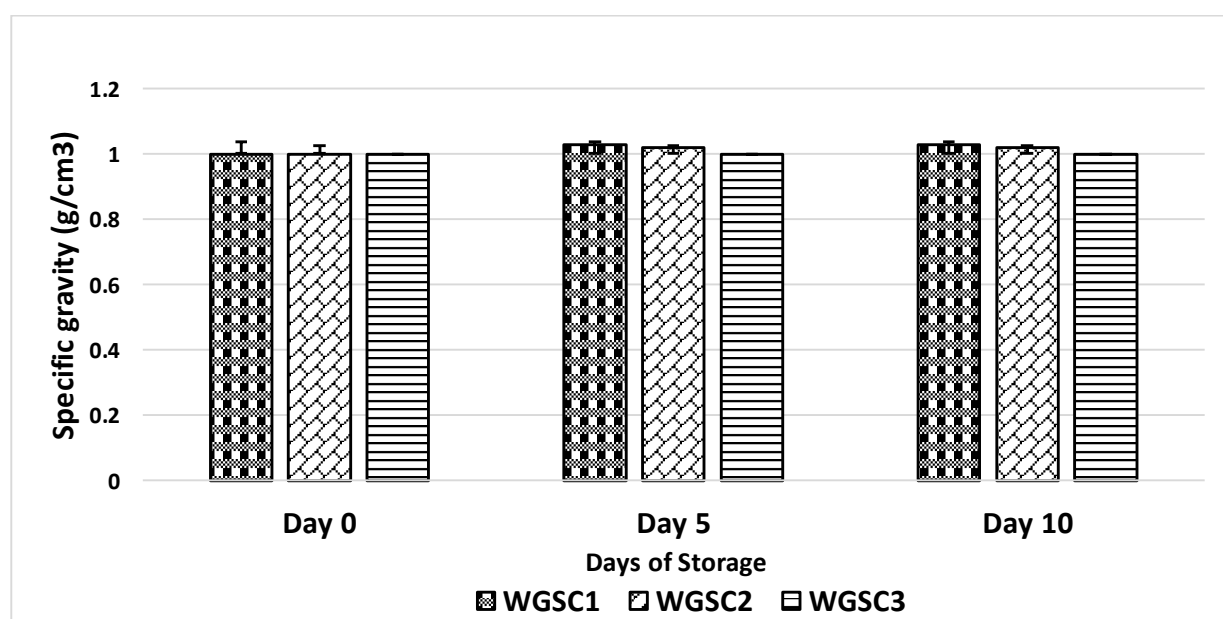 Specific gravity (g/cm3)
1.2
1
0.8
0.6
0.4
0.2
0
Day 0 Day 5 Day 10
Days of Storage
WGSC1 WGSC2 WGSC3